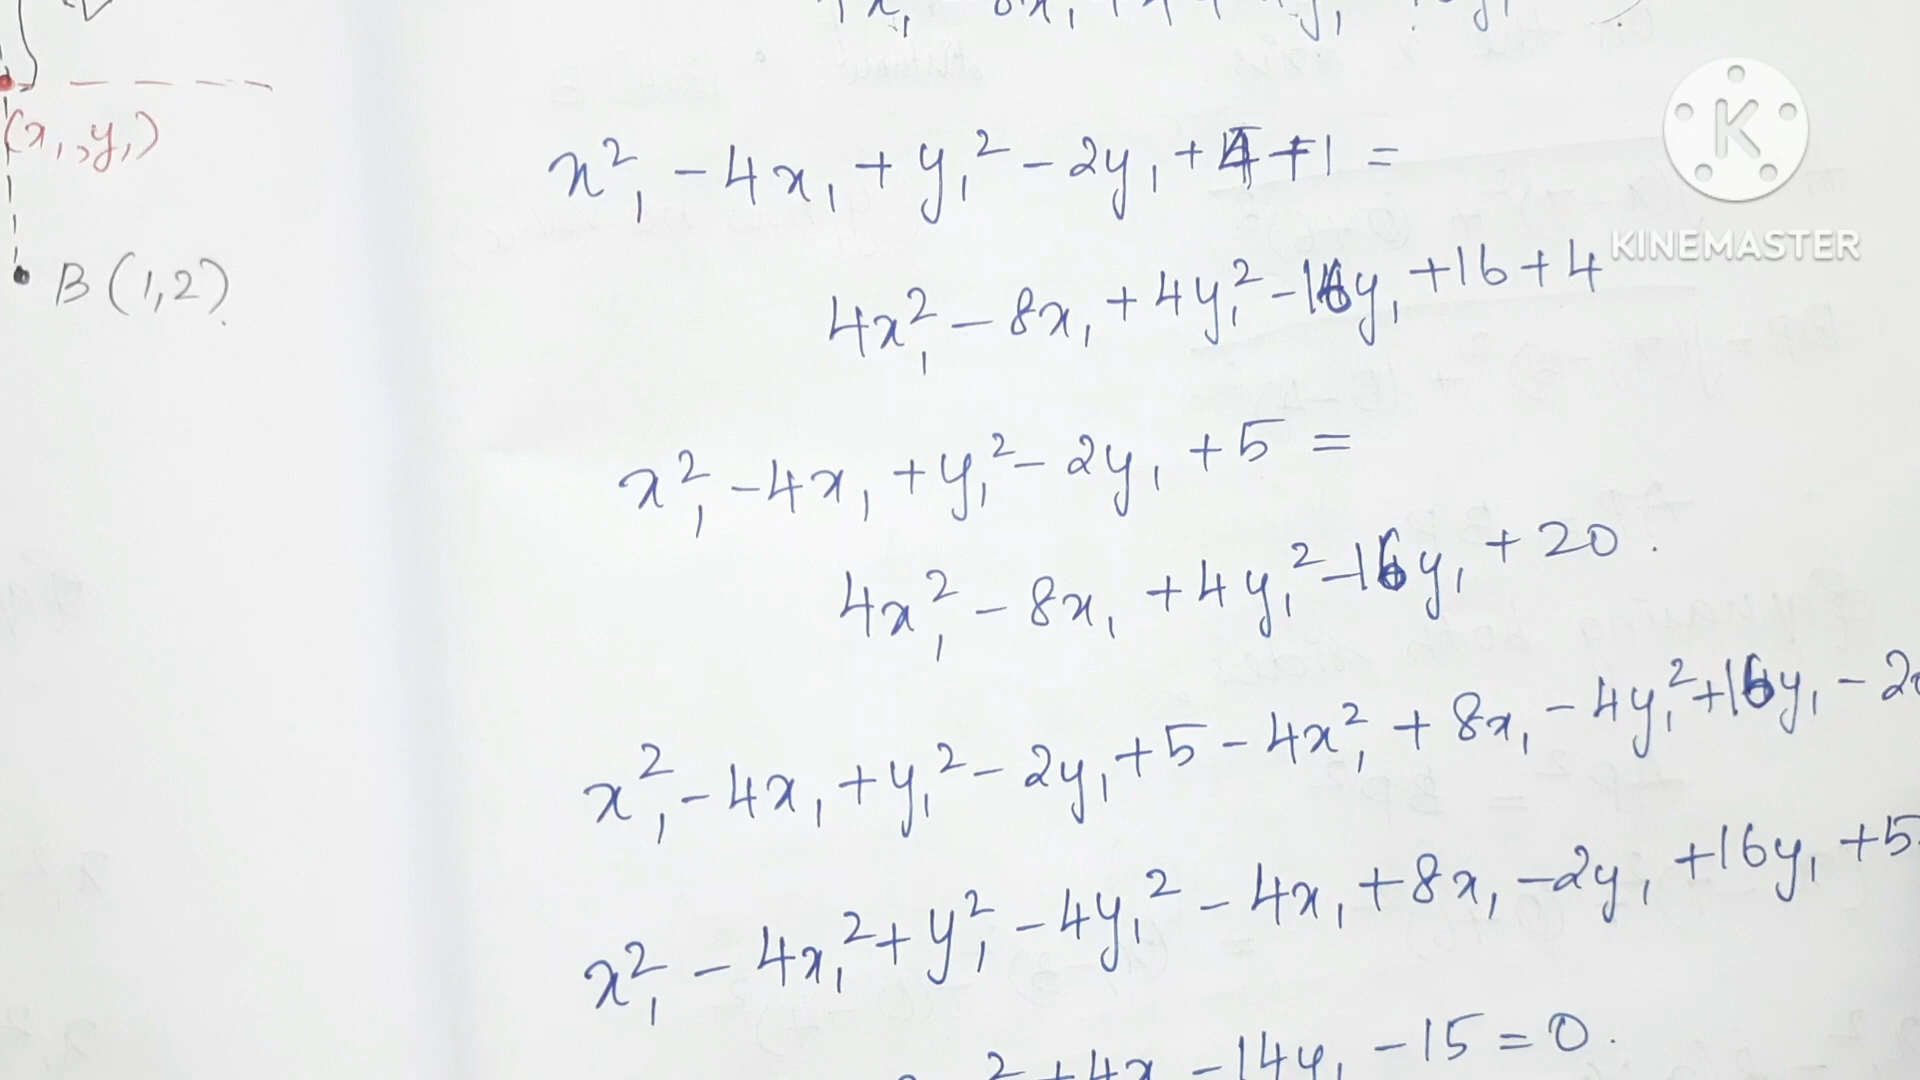 (x₁,y₁)
B(1,2).
x₁² - 4x₁ + y₁² - 2y₁ + 4 + 1 =
4x₁² - 8x₁ + 4y₁² - 16y₁ + 16 + 4
x₁² - 4x₁ + y₁² - 2y₁ + 5 =
4x₁² - 8x₁ + 4y₁² - 16y₁ + 20.
x₁² - 4x₁ + y₁² - 2y₁ + 5 - 4x₁² + 8x₁ - 4y₁² + 16y₁ - 2
x₁² - 4x₁² + y₁² - 4y₁² - 4x₁ + 8x₁ - 2y₁ + 16y₁ + 5
+ 4x - 14y₁ - 15 = 0.
K
KINEMASTER